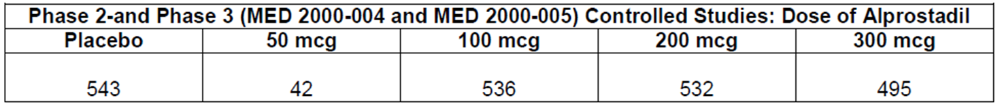 Phase 2-and Phase 3 (MED 2000-004 and MED 2000-005) Controlled Studies: Dose of Alprostadil
Placebo 50 mcg 100 mcg 200 mcg 300 mcg
543 42 536 532 495